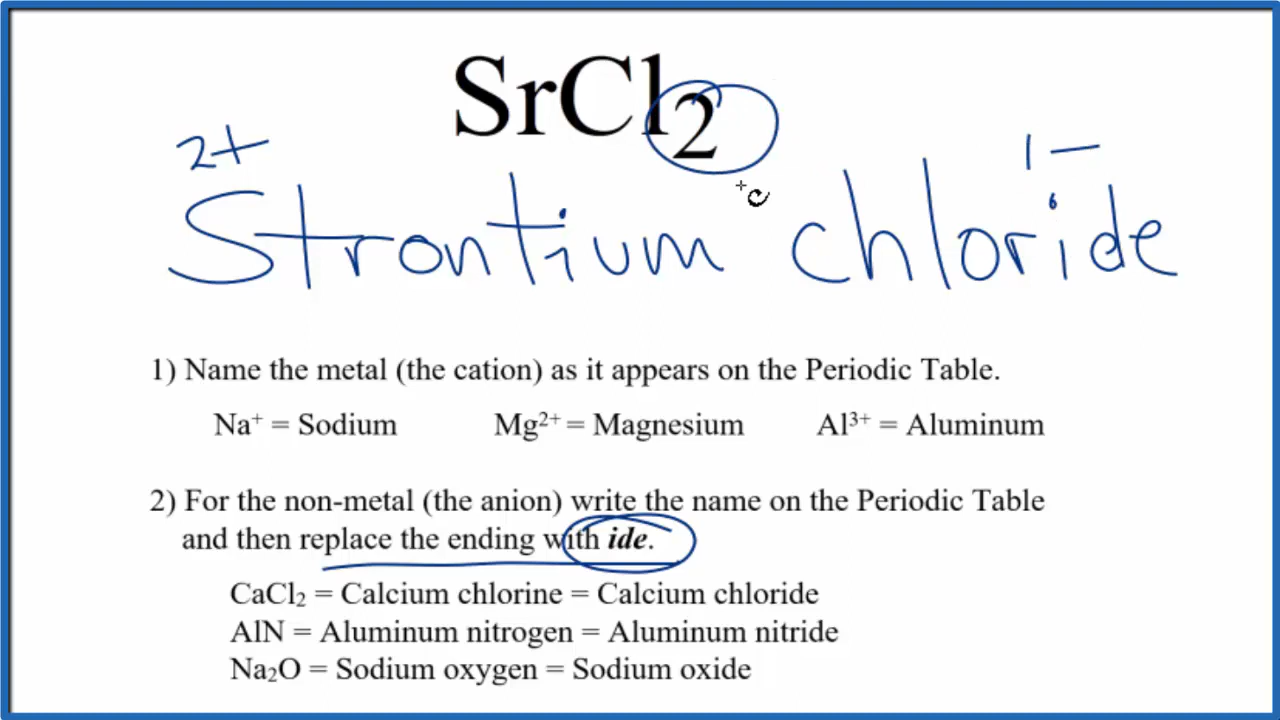 SrCl₂
2+ 1−
Strontium chloride
1) Name the metal (the cation) as it appears on the Periodic Table.
Na⁺ = Sodium Mg²⁺ = Magnesium Al³⁺ = Aluminum
2) For the non-metal (the anion) write the name on the Periodic Table
and then replace the ending with ide.
CaCl₂ = Calcium chlorine = Calcium chloride
AlN = Aluminum nitrogen = Aluminum nitride
Na₂O = Sodium oxygen = Sodium oxide